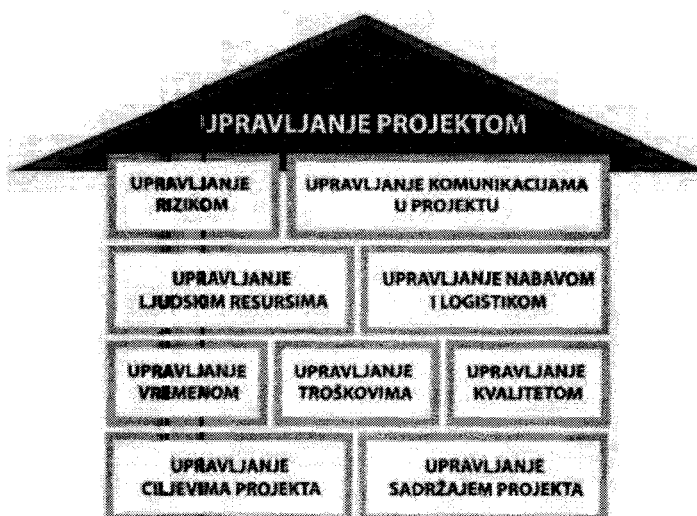 UPRAVLJANJE PROJEKTOM
UPRAVLJANJE
RIZIKOM
UPRAVLJANJE KOMUNIKACIJAMA
U PROJEKTU
UPRAVLJANJE
LJUDSKIM RESURSIMA
UPRAVLJANJE NABAVOM
I LOGISTIKOM
UPRAVLJANJE
VREMENOM
UPRAVLJANJE
TROŠKOVIMA
UPRAVLJANJE
KVALITETOM
UPRAVLJANJE
CILJEVIMA PROJEKTA
UPRAVLJANJE
SADRŽAJEM PROJEKTA